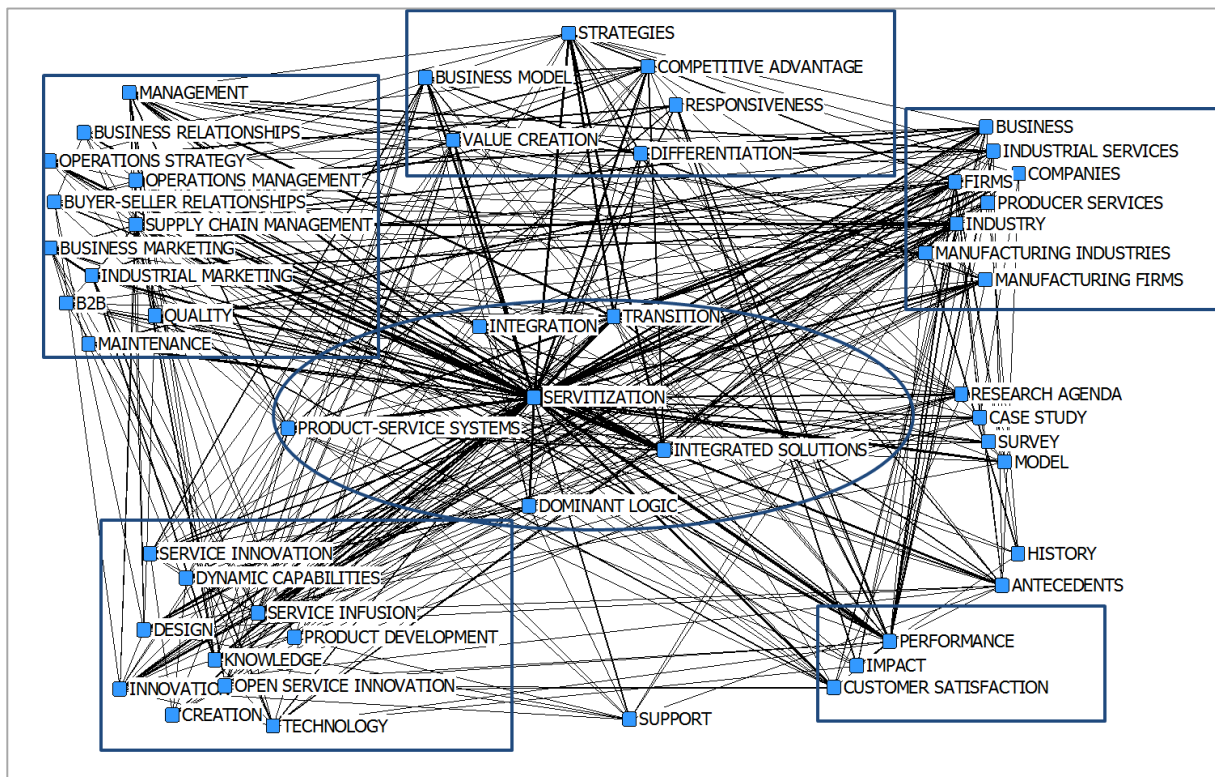 STRATEGIES
COMPETITIVE ADVANTAGE
BUSINESS MODEL
RESPONSIVENESS
VALUE CREATION
DIFFERENTIATION
MANAGEMENT
BUSINESS RELATIONSHIPS
OPERATIONS STRATEGY
OPERATIONS MANAGEMENT
BUYER-SELLER RELATIONSHIPS
SUPPLY CHAIN MANAGEMENT
BUSINESS MARKETING
INDUSTRIAL MARKETING
B2B
QUALITY
MAINTENANCE
BUSINESS
INDUSTRIAL SERVICES
COMPANIES
FIRMS
PRODUCER SERVICES
INDUSTRY
MANUFACTURING INDUSTRIES
MANUFACTURING FIRMS
TRANSITION
INTEGRATION
SERVITIZATION
PRODUCT-SERVICE SYSTEMS
INTEGRATED SOLUTIONS
DOMINANT LOGIC
RESEARCH AGENDA
CASE STUDY
SURVEY
MODEL
HISTORY
ANTECEDENTS
SERVICE INNOVATION
DYNAMIC CAPABILITIES
SERVICE INFUSION
DESIGN
PRODUCT DEVELOPMENT
KNOWLEDGE
INNOVATION
OPEN SERVICE INNOVATION
CREATION
TECHNOLOGY
SUPPORT
PERFORMANCE
IMPACT
CUSTOMER SATISFACTION